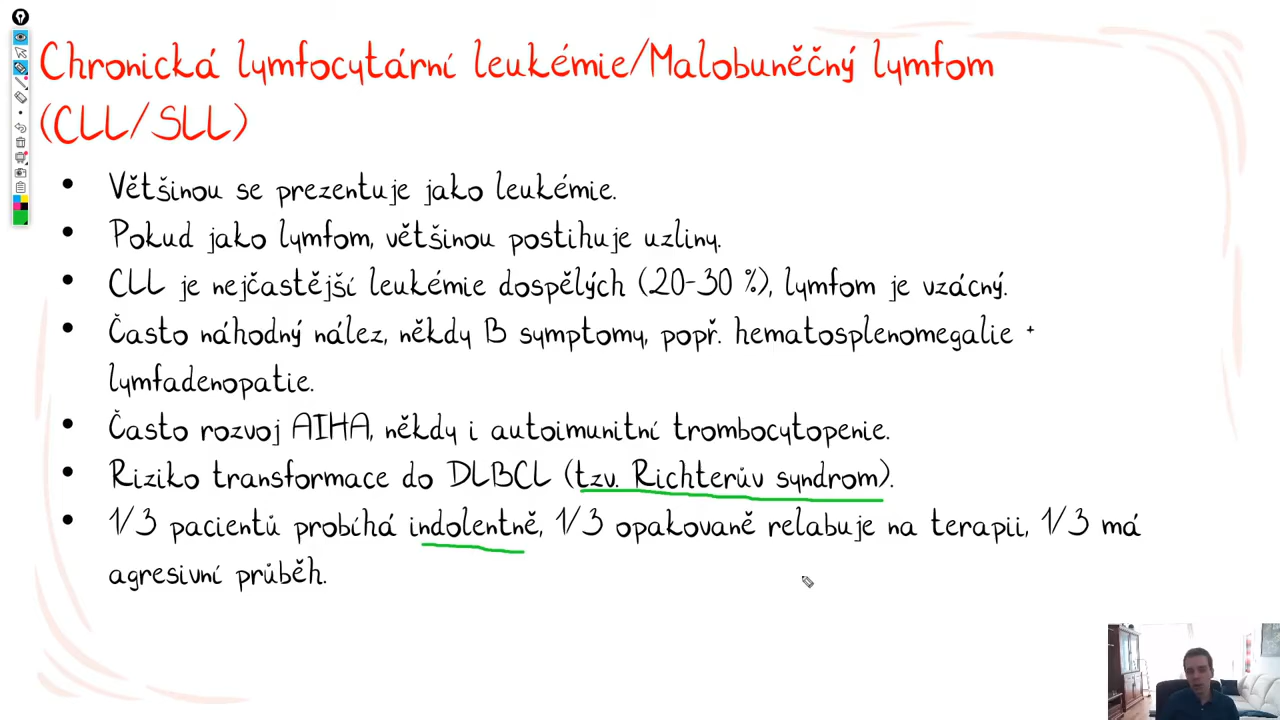 Chronická lymfocytární leukémie/Malobuněčný lymfom
(CLL/SLL)
• Většinou se prezentuje jako leukémie.
• Pokud jako lymfom, většinou postihuje uzliny.
• CLL je nejčastější leukémie dospělých (20-30 %), lymfom je vzácný.
• Často náhodný nález, někdy B symptomy, popř. hematosplenomegalie +
lymfadenopatie.
• Často rozvoj AIHA, někdy i autoimunitní trombocytopenie.
• Riziko transformace do DLBCL (tzv. Richterův syndrom).
• 1/3 pacientů probíhá indolentně, 1/3 opakovaně relabuje na terapii, 1/3 má
agresivní průběh.